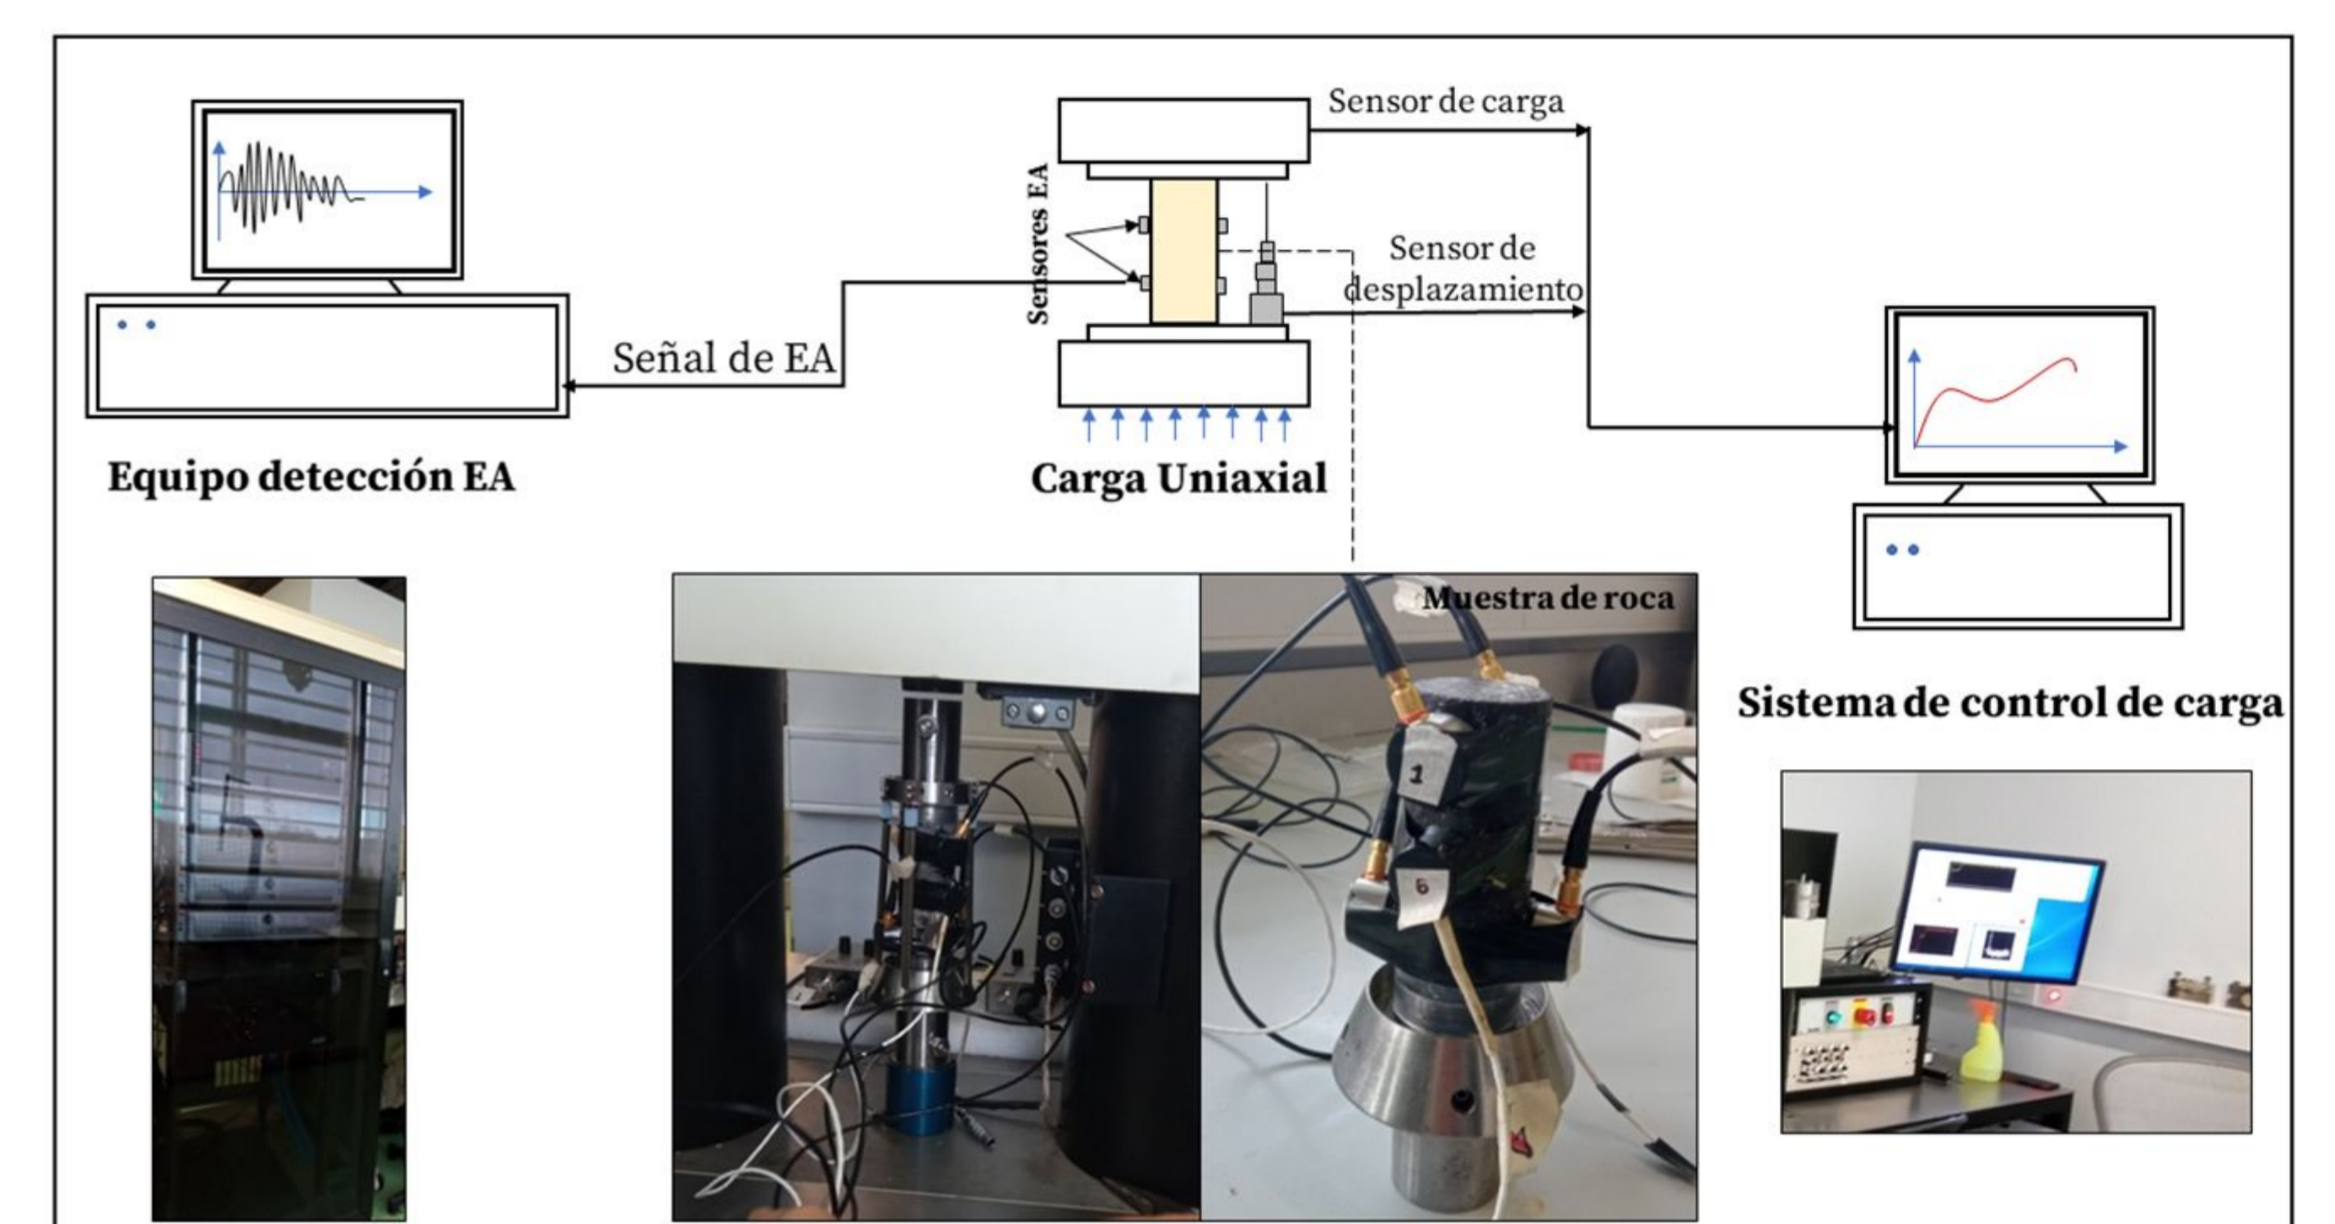 Sensor de carga
Sensores EA
Sensor de
desplazamiento
Señal de EA
Equipo detección EA
Carga Uniaxial
Muestra de roca
1
6
Sistema de control de carga